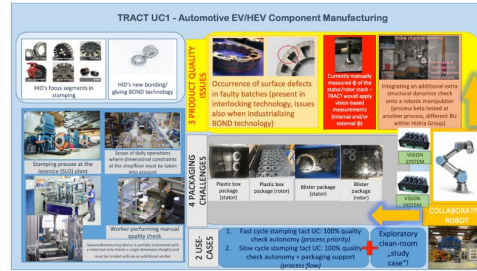 TRACT UC1 - Automotive EV/HEV Component Manufacturing
HID's focus segments in
stamping
HID's new bonding/
gluing BOND technology
Stamping presses at the
Jesenice (SLO) plant
Scope of daily operations
where dimensional constraints
at the shopfloor must be taken
into account
Worker performing manual
quality check
3 PRODUCT QUALITY
ISSUES
Occurrence of surface defects
in faulty batches (present in
interlocking technology, issues
also when industrializing
BOND technology)
Currently manually
measured ϕ of the
stator/rotor stack –
TRACT would apply
vision-based
measurements
(internal and/or
external ϕ)
Online structure dynamics
Integrating an additional extra
structural dynamics check
onto a robotic manipulator
(process beta tested at
another process, different BU
within Hidria Group)
4 PACKAGING
CHALLENGES
Plastic box
package
(stator)
Plastic box
package (rotor)
Blister package
(stator)
Blister
package
(rotor)
VISION
SYSTEM
VISION
SYSTEM
COLLABORATIV
ROBOT
2 USE-
CASES
1. Fast cycle stamping tact UC: 100% quality
check autonomy (process priority)
2. Slow cycle stamping tact UC: 100% quality
check autonomy + packaging support
(process flow)
+
Exploratory
clean-room
„study
case"!